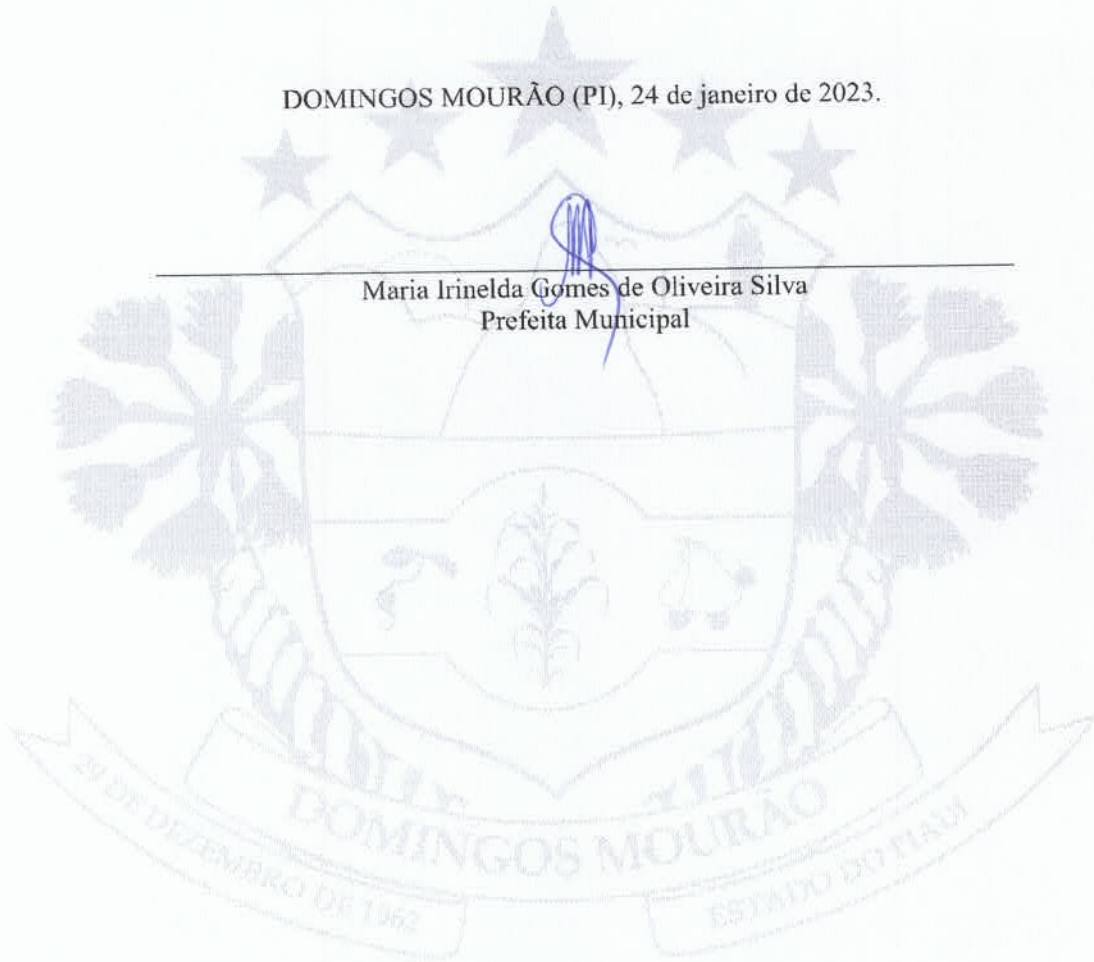 DOMINGOS MOURÃO (PI), 24 de janeiro de 2023.
Maria Irinelda Gomes de Oliveira Silva
Prefeita Municipal
DOMINGOS MOURÃO
29 DE DEZEMBRO DE 1962
ESTADO DO PIAUÍ